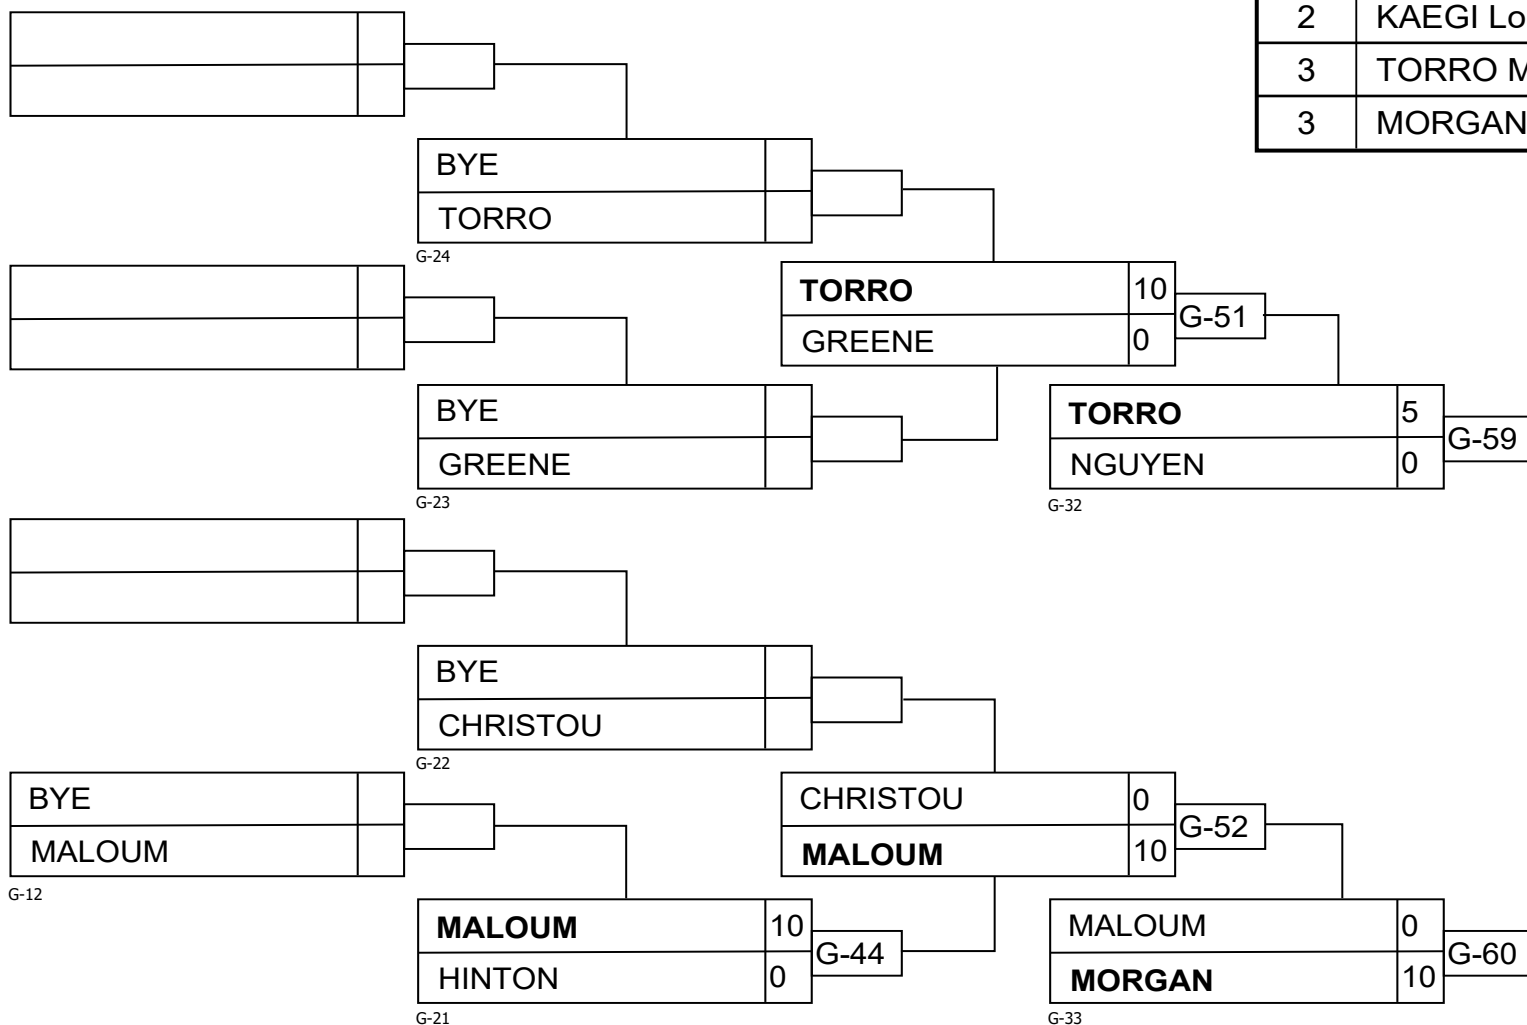 2 KAEGI Lo
3 TORRO M
3 MORGAN
BYE
TORRO
G-24
TORRO 10
GREENE 0
G-51
BYE
GREENE
G-23
TORRO 5
NGUYEN 0
G-59
G-32
BYE
CHRISTOU
G-22
BYE
MALOUM
G-12
CHRISTOU 0
MALOUM 10
G-52
MALOUM 10
HINTON 0
G-44
G-21
MALOUM 0
MORGAN 10
G-60
G-33